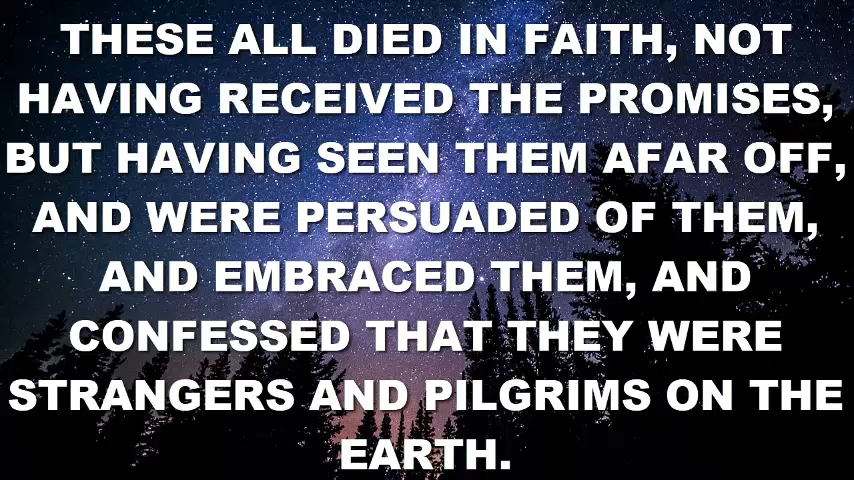 THESE ALL DIED IN FAITH, NOT
HAVING RECEIVED THE PROMISES,
BUT HAVING SEEN THEM AFAR OFF,
AND WERE PERSUADED OF THEM,
AND EMBRACED THEM, AND
CONFESSED THAT THEY WERE
STRANGERS AND PILGRIMS ON THE
EARTH.